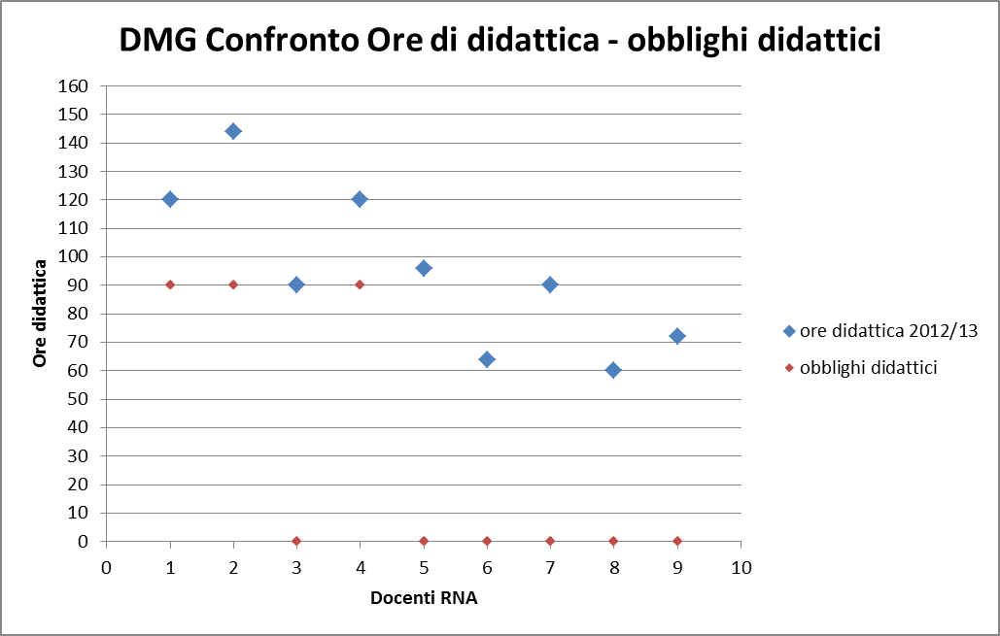 DMG Confronto Ore di didattica - obblighi didattici
160
150
140
130
120
110
100
90
80
70
60
50
40
30
20
10
0
Ore didattica
0 1 2 3 4 5 6 7 8 9 10
Docenti RNA
ore didattica 2012/13
obblighi didattici